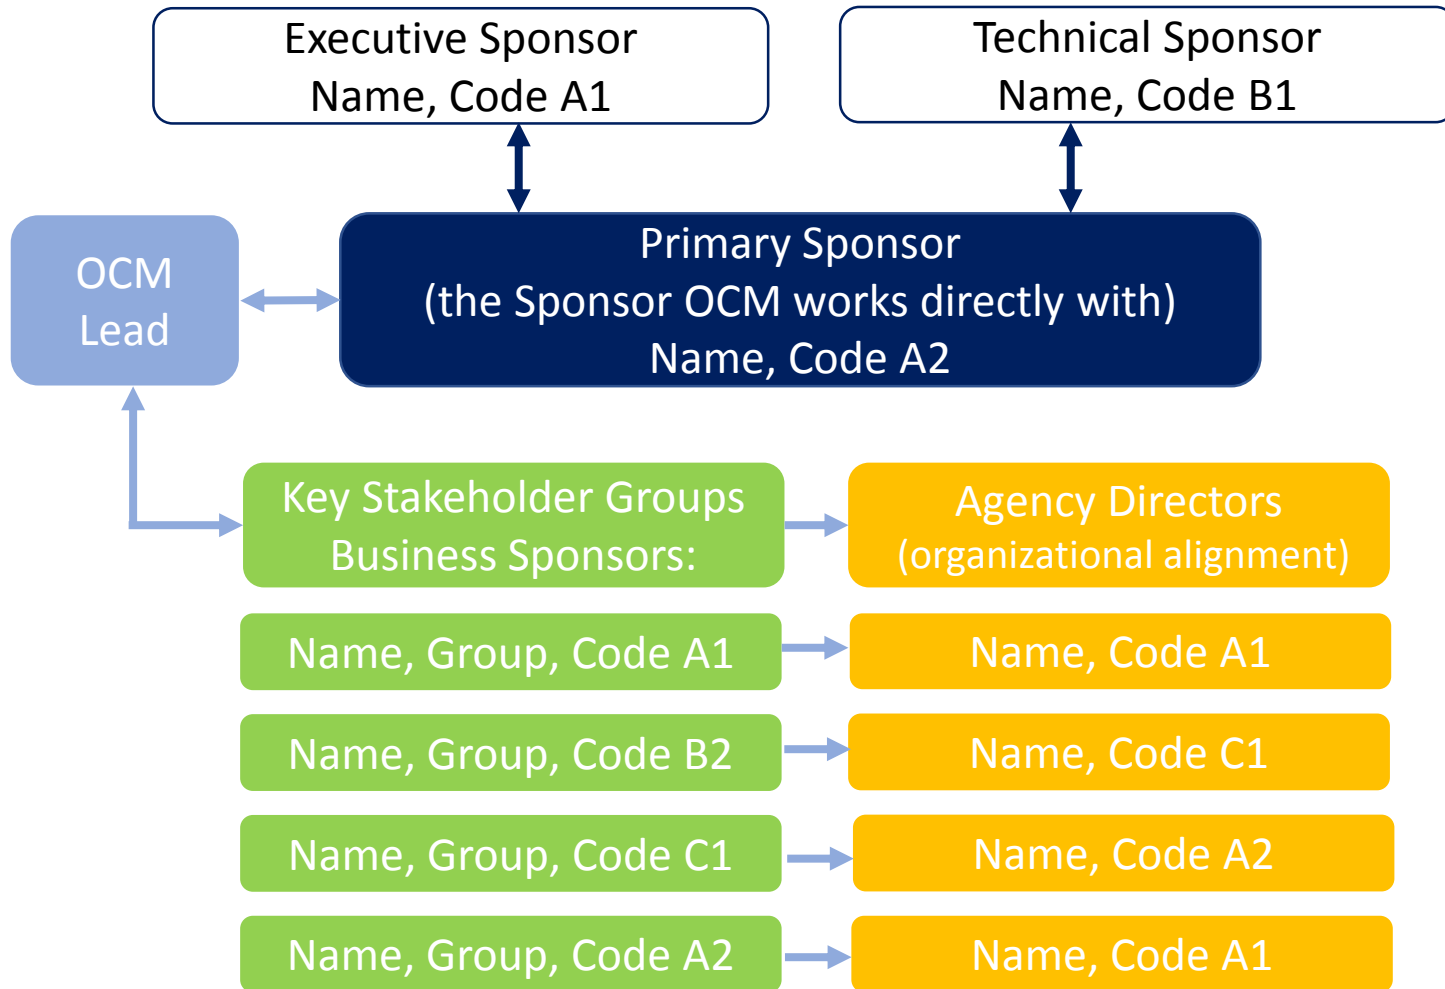 Executive Sponsor
Name, Code A1
Technical Sponsor
Name, Code B1
OCM
Lead
Primary Sponsor
(the Sponsor OCM works directly with)
Name, Code A2
Key Stakeholder Groups
Business Sponsors:
Agency Directors
(organizational alignment)
Name, Group, Code A1
Name, Code A1
Name, Group, Code B2
Name, Code C1
Name, Group, Code C1
Name, Code A2
Name, Group, Code A2
Name, Code A1